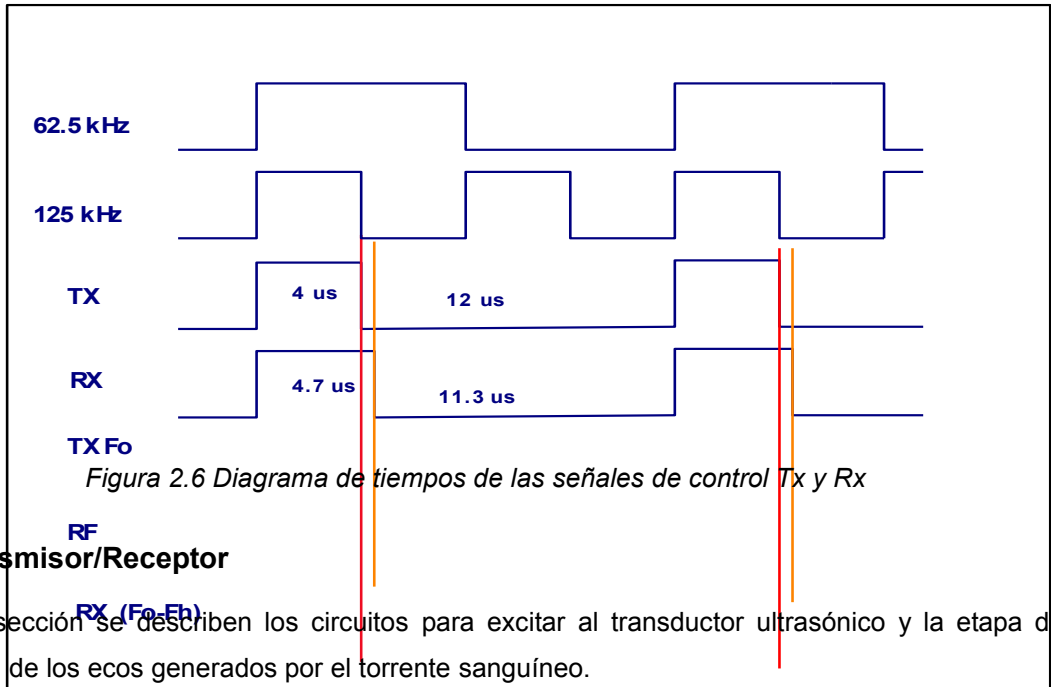 62.5 kHz
125 kHz
TX
4 us
12 us
RX
4.7 us
11.3 us
TX Fo
Figura 2.6 Diagrama de tiempos de las señales de control Tx y Rx
RF
smisor/Receptor
RX (Fo-Fh)
sección se describen los circuitos para excitar al transductor ultrasónico y la etapa d
de los ecos generados por el torrente sanguíneo.